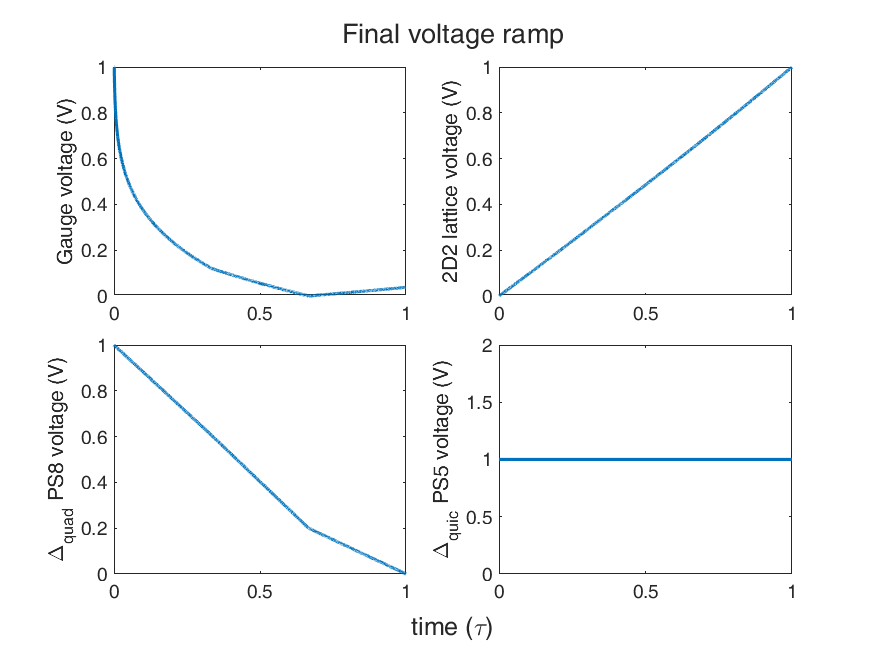 Final voltage ramp
Gauge voltage (V)
1
0.8
0.6
0.4
0.2
0
0 0.5 1
2D2 lattice voltage (V)
1
0.8
0.6
0.4
0.2
0
0 0.5 1
Δquad PS8 voltage (V)
1
0.8
0.6
0.4
0.2
0
0 0.5 1
Δquic PS5 voltage (V)
2
1.5
1
0.5
0
0 0.5 1
time (τ)